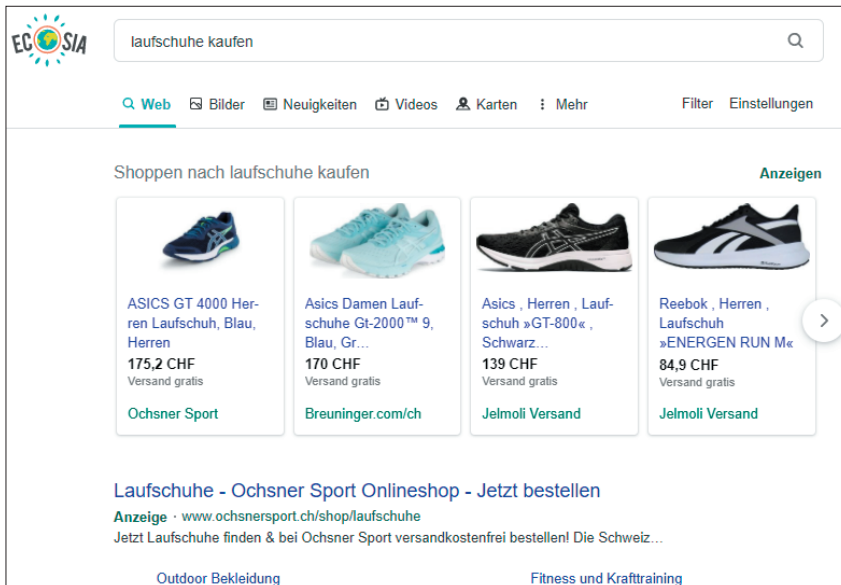 ECOSIA
laufschuhe kaufen
Web Bilder Neuigkeiten Videos Karten Mehr Filter Einstellungen
Shoppen nach laufschuhe kaufen Anzeigen
ASICS GT 4000 Her-
ren Laufschuh, Blau,
Herren
175,2 CHF
Versand gratis
Ochsner Sport
Asics Damen Lauf-
schuhe Gt-2000™ 9,
Blau, Gr...
170 CHF
Versand gratis
Breuninger.com/ch
Asics , Herren , Lauf-
schuh »GT-800« ,
Schwarz...
139 CHF
Versand gratis
Jelmoli Versand
Reebok , Herren ,
Laufschuh
»ENERGEN RUN M«
84,9 CHF
Versand gratis
Jelmoli Versand
Laufschuhe - Ochsner Sport Onlineshop - Jetzt bestellen
Anzeige · www.ochsnersport.ch/shop/laufschuhe
Jetzt Laufschuhe finden & bei Ochsner Sport versandkostenfrei bestellen! Die Schweiz...
Outdoor Bekleidung Fitness und Krafttraining